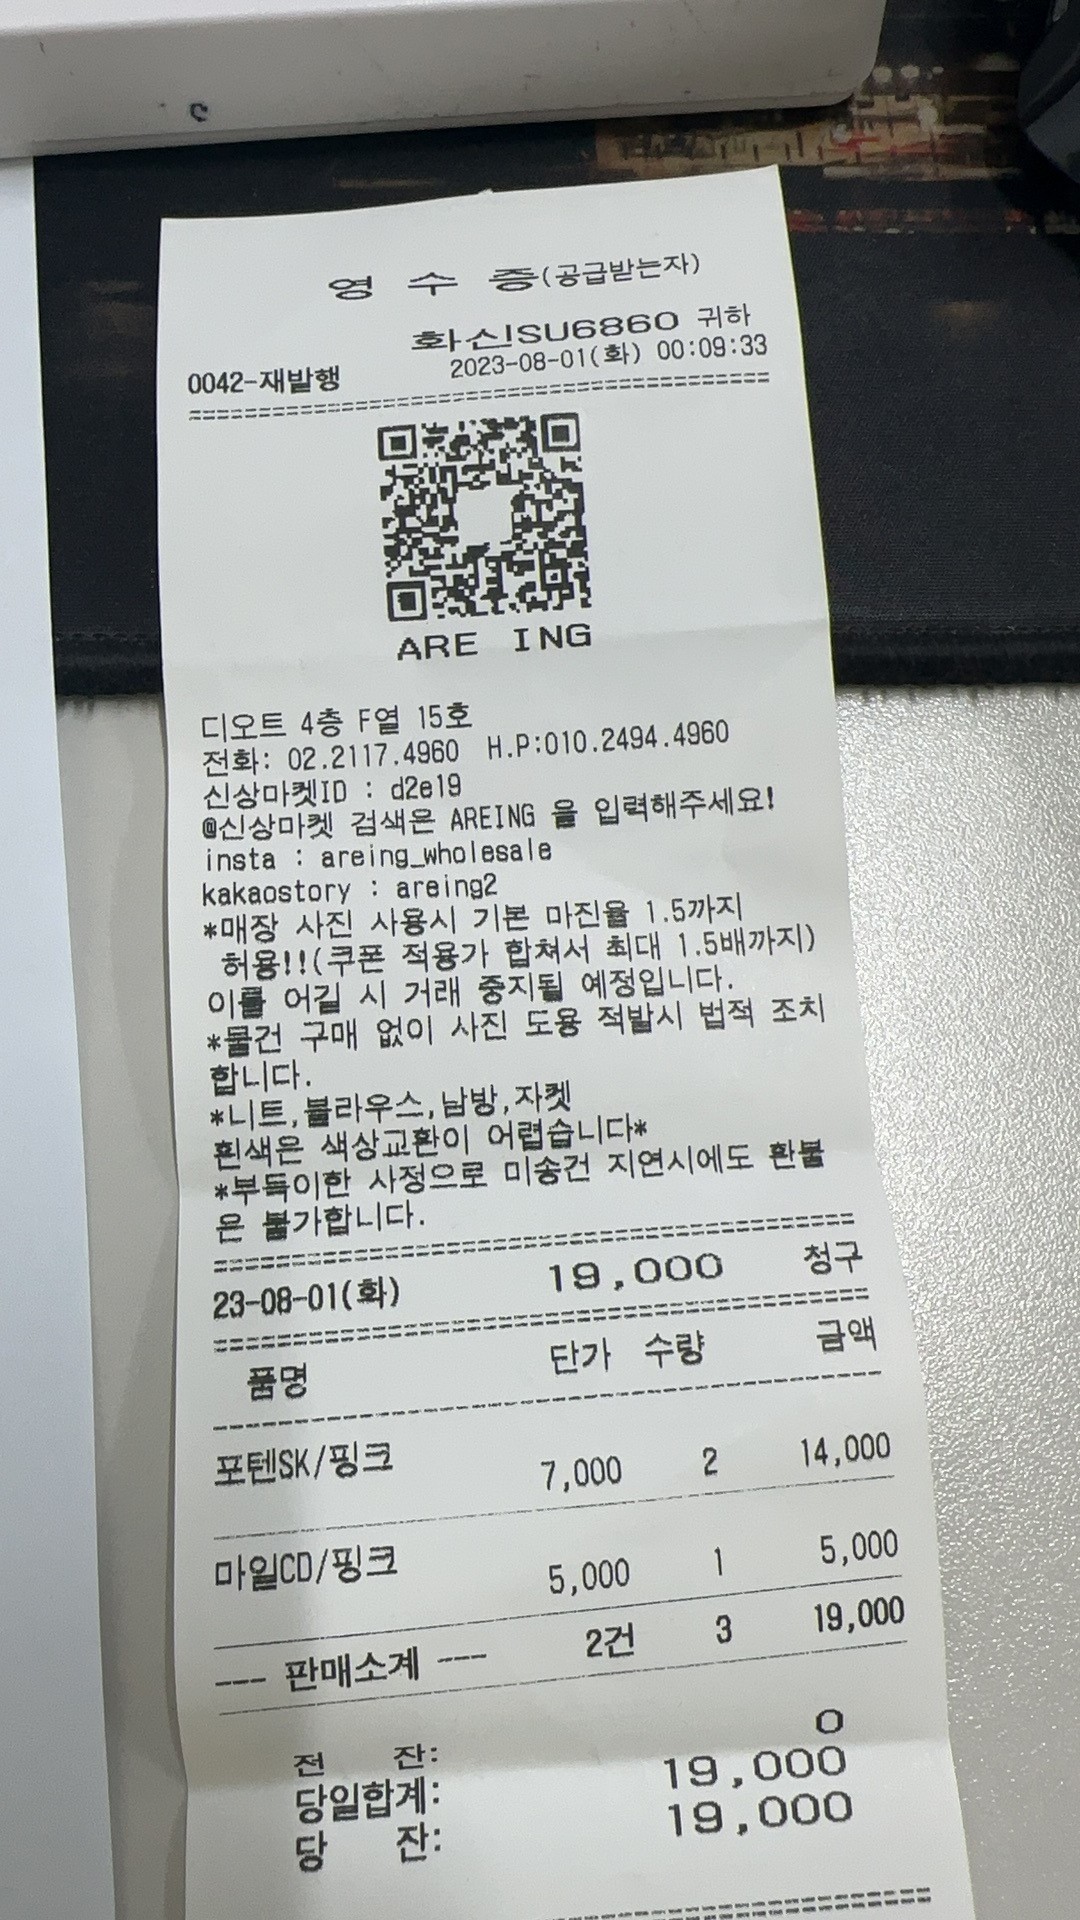 영 수 증(공급받는자)
화신!SU6860 귀하
0042-재발행 2023-08-01(화) 00:09:33
ARE ING
디오트 4층 F열 15호
전화: 02.2117.4960 H.P:010.2494.4960
신상마켓ID : d2e19
@신상마켓 검색은 AREING 을 입력해주세요!
insta : areing_wholesale
kakaostory : areing2
*매장 사진 사용시 기본 마진율 1.5까지
허용!!(쿠폰 적용가 합쳐서 최대 1.5배까지)
이를 어길 시 거래 중지될 예정입니다.
*물건 구매 없이 사진 도용 적발시 법적 조치
합니다.
*니트,블라우스,남방,자켓
흰색은 색상교환이 어렵습니다*
*부득이한 사정으로 미송건 지연시에도 환불
은 불가합니다.
23-08-01(화) 19,000 청구
품명 단가 수량 금액
포텐SK/핑크 7,000 2 14,000
마일CD/핑크 5,000 1 5,000
--- 판매소계 --- 2건 3 19,000
전 잔: 0
당일합계: 19,000
당 잔: 19,000